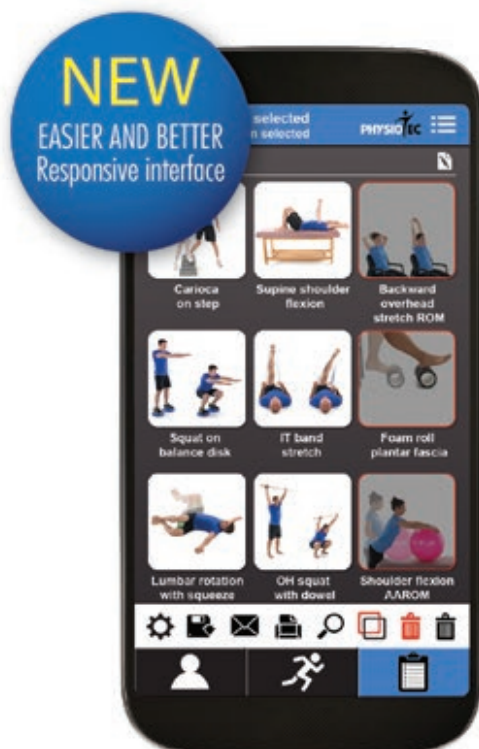 NEW
EASIER AND BETTER
Responsive interface
selected
selected
PHYSIOTEC
Carioca
on step
Supine shoulder
flexion
Backward
overhead
stretch ROM
Squat on
balance disk
IT band
stretch
Foam roll
plantar fascia
Lumbar rotation
with squeeze
OH squat
with dowel
Shoulder flexion
AAROM